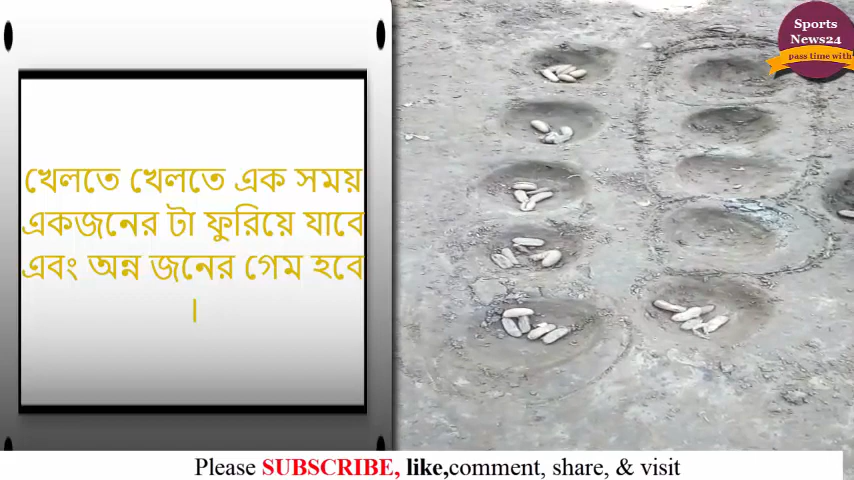 খেলতে খেলতে এক সময়
একজনের টা ফুরিয়ে যাবে
এবং অন্ন জনের গেম হবে
।
Sports
News24
pass time with
Please SUBSCRIBE, like,comment, share, & visit